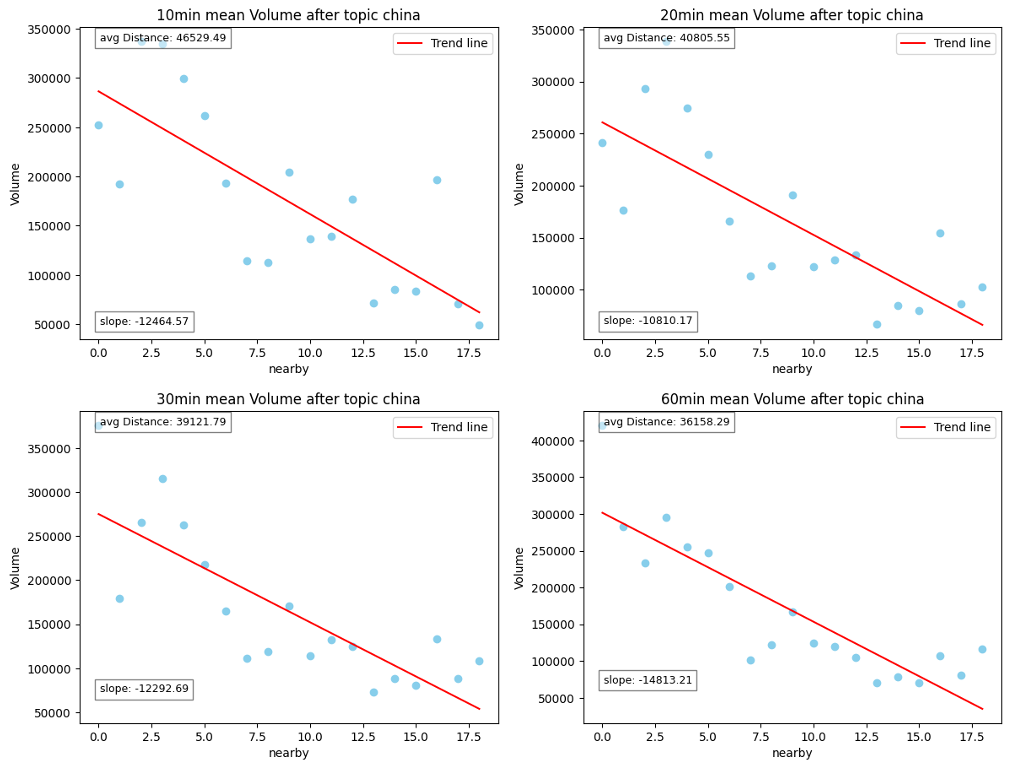 10min mean Volume after topic china
avg Distance: 46529.49
Trend line
350000
300000
250000
200000
150000
100000
50000
Volume
slope: -12464.57
0.0 2.5 5.0 7.5 10.0 12.5 15.0 17.5
nearby
20min mean Volume after topic china
avg Distance: 40805.55
Trend line
350000
300000
250000
200000
150000
100000
Volume
slope: -10810.17
0.0 2.5 5.0 7.5 10.0 12.5 15.0 17.5
nearby
30min mean Volume after topic china
avg Distance: 39121.79
Trend line
350000
300000
250000
200000
150000
100000
50000
Volume
slope: -12292.69
0.0 2.5 5.0 7.5 10.0 12.5 15.0 17.5
nearby
60min mean Volume after topic china
avg Distance: 36158.29
Trend line
400000
350000
300000
250000
200000
150000
100000
50000
Volume
slope: -14813.21
0.0 2.5 5.0 7.5 10.0 12.5 15.0 17.5
nearby